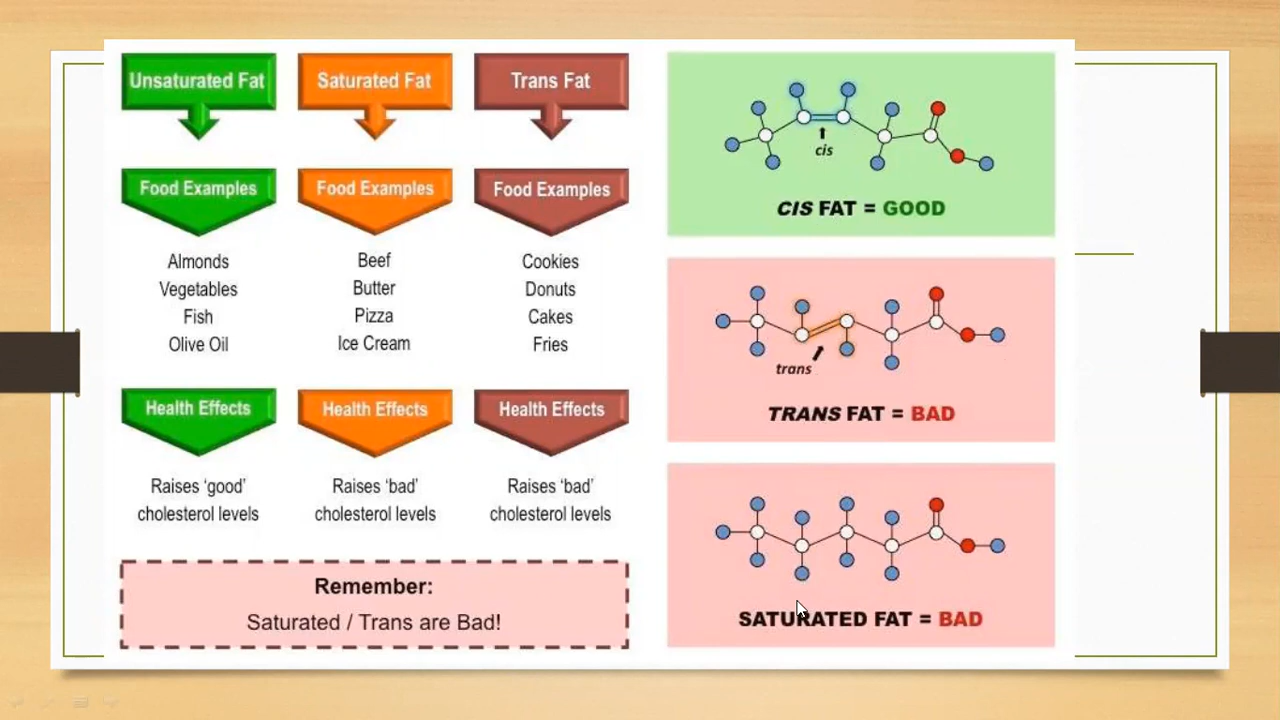 Unsaturated Fat
Saturated Fat
Trans Fat
Food Examples
Food Examples
Food Examples
Almonds
Vegetables
Fish
Olive Oil
Beef
Butter
Pizza
Ice Cream
Cookies
Donuts
Cakes
Fries
Health Effects
Health Effects
Health Effects
Raises ‘good’
cholesterol levels
Raises ‘bad’
cholesterol levels
Raises ‘bad’
cholesterol levels
Remember:
Saturated / Trans are Bad!
cis
CIS FAT = GOOD
trans
TRANS FAT = BAD
SATURATED FAT = BAD